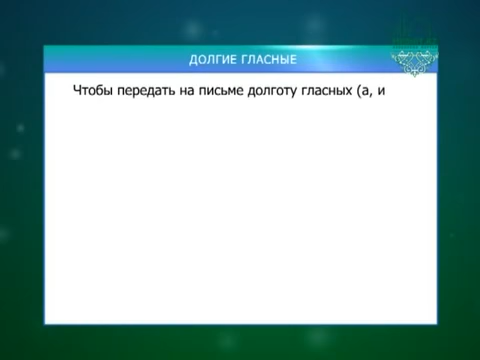 ДОЛГИЕ ГЛАСНЫЕ
Чтобы передать на письме долготу гласных (а, и